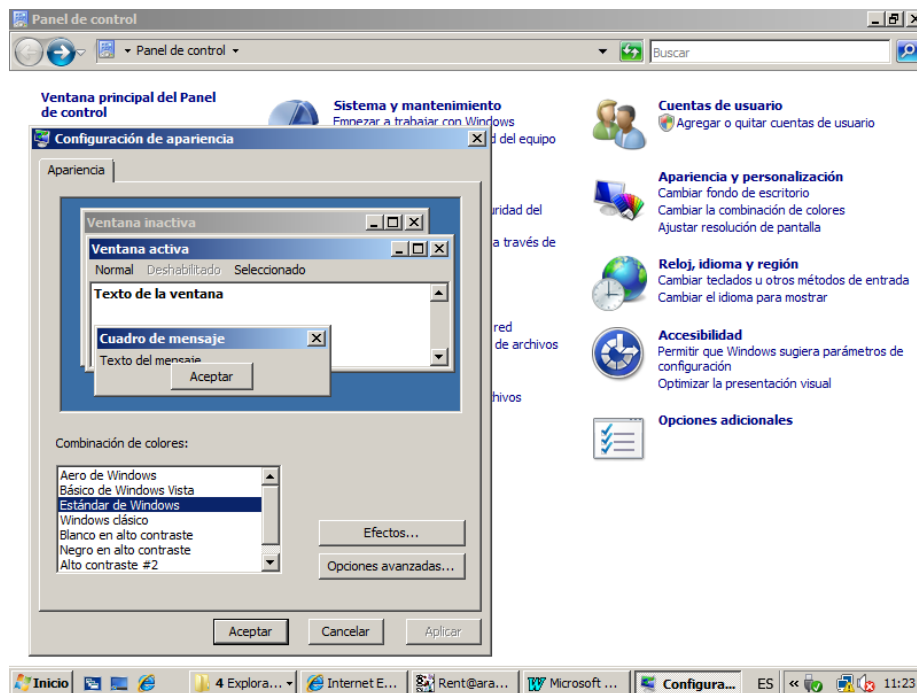 Panel de control
Panel de control
Buscar
Ventana principal del Panel
de control
Sistema y mantenimiento
Empezar a trabajar con Windows
d del equipo
uridad del
a través de
red
de archivos
hivos
Cuentas de usuario
Agregar o quitar cuentas de usuario
Apariencia y personalización
Cambiar fondo de escritorio
Cambiar la combinación de colores
Ajustar resolución de pantalla
Reloj, idioma y región
Cambiar teclados u otros métodos de entrada
Cambiar el idioma para mostrar
Accesibilidad
Permitir que Windows sugiera parámetros de
configuración
Optimizar la presentación visual
Opciones adicionales
Configuración de apariencia
Apariencia
Ventana inactiva
Ventana activa
Normal Deshabilitado Seleccionado
Texto de la ventana
Cuadro de mensaje
Texto del mensaje
Aceptar
Combinación de colores:
Aero de Windows
Básico de Windows Vista
Estándar de Windows
Windows clásico
Blanco en alto contraste
Negro en alto contraste
Alto contraste #2
Efectos...
Opciones avanzadas...
Aceptar Cancelar Aplicar
Inicio 4 Explora... Internet E... Rent@ara... Microsoft ... Configura... ES « 11:23